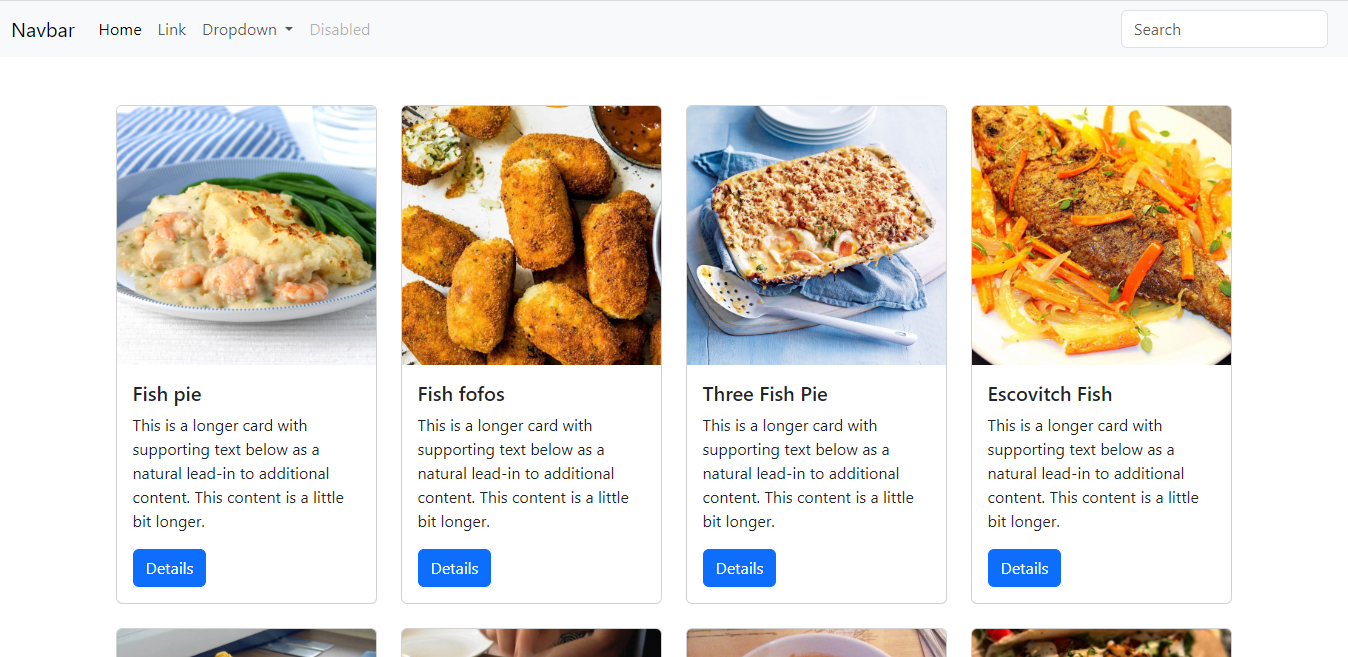 Navbar Home Link Dropdown Disabled Search
Fish pie
This is a longer card with
supporting text below as a
natural lead-in to additional
content. This content is a little
bit longer.
Details
Fish fofos
This is a longer card with
supporting text below as a
natural lead-in to additional
content. This content is a little
bit longer.
Details
Three Fish Pie
This is a longer card with
supporting text below as a
natural lead-in to additional
content. This content is a little
bit longer.
Details
Escovitch Fish
This is a longer card with
supporting text below as a
natural lead-in to additional
content. This content is a little
bit longer.
Details